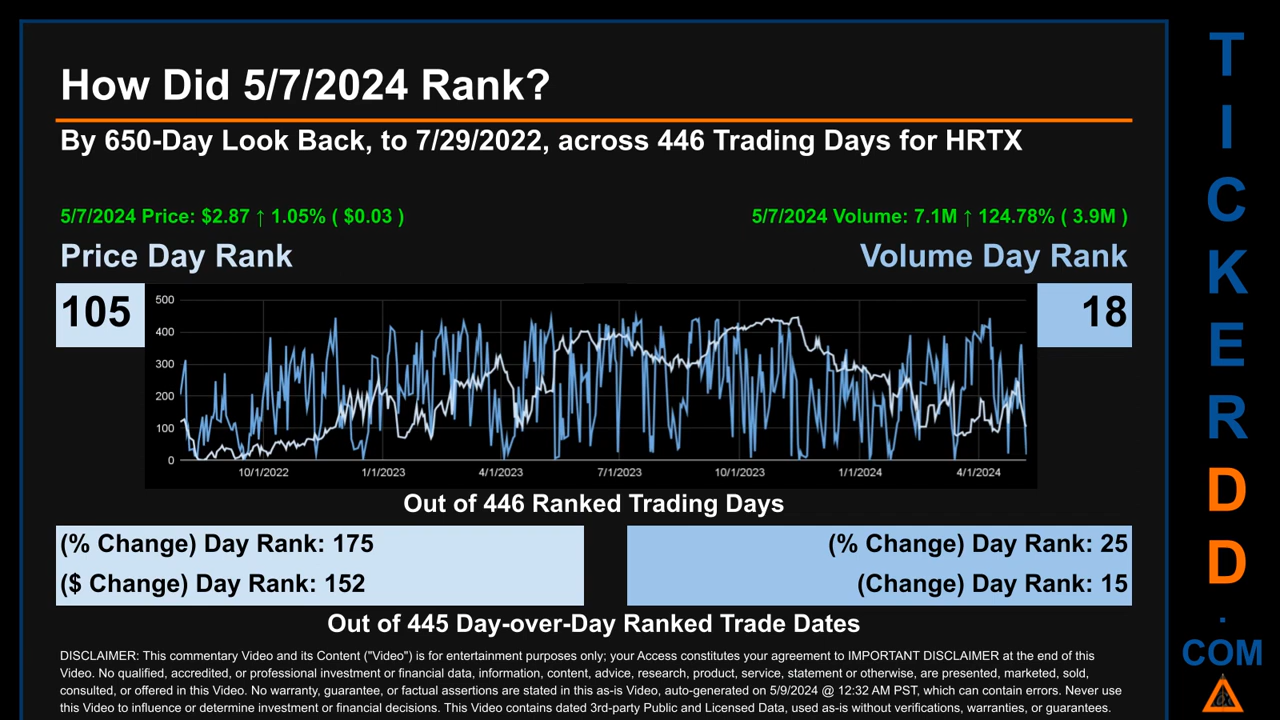 How Did 5/7/2024 Rank?
By 650-Day Look Back, to 7/29/2022, across 446 Trading Days for HRTX
5/7/2024 Price: $2.87 ↑ 1.05% ( $0.03 )
5/7/2024 Volume: 7.1M ↑ 124.78% ( 3.9M )
Price Day Rank
Volume Day Rank
105
18
500
400
300
200
100
0
10/1/2022 1/1/2023 4/1/2023 7/1/2023 10/1/2023 1/1/2024 4/1/2024
Out of 446 Ranked Trading Days
(% Change) Day Rank: 175
($ Change) Day Rank: 152
(% Change) Day Rank: 25
(Change) Day Rank: 15
Out of 445 Day-over-Day Ranked Trade Dates
DISCLAIMER: This commentary Video and its Content ("Video") is for entertainment purposes only; your Access constitutes your agreement to IMPORTANT DISCLAIMER at the end of this
Video. No qualified, accredited, or professional investment or financial data, information, content, advice, research, product, service, statement or otherwise, are presented, marketed, sold,
consulted, or offered in this Video. No warranty, guarantee, or factual assertions are stated in this as-is Video, auto-generated on 5/9/2024 @ 12:32 AM PST, which can contain errors. Never use
this Video to influence or determine investment or financial decisions. This Video contains dated 3rd-party Public and Licensed Data, used as-is without verifications, warranties, or guarantees.
T
I
C
K
E
R
D
D
.
COM